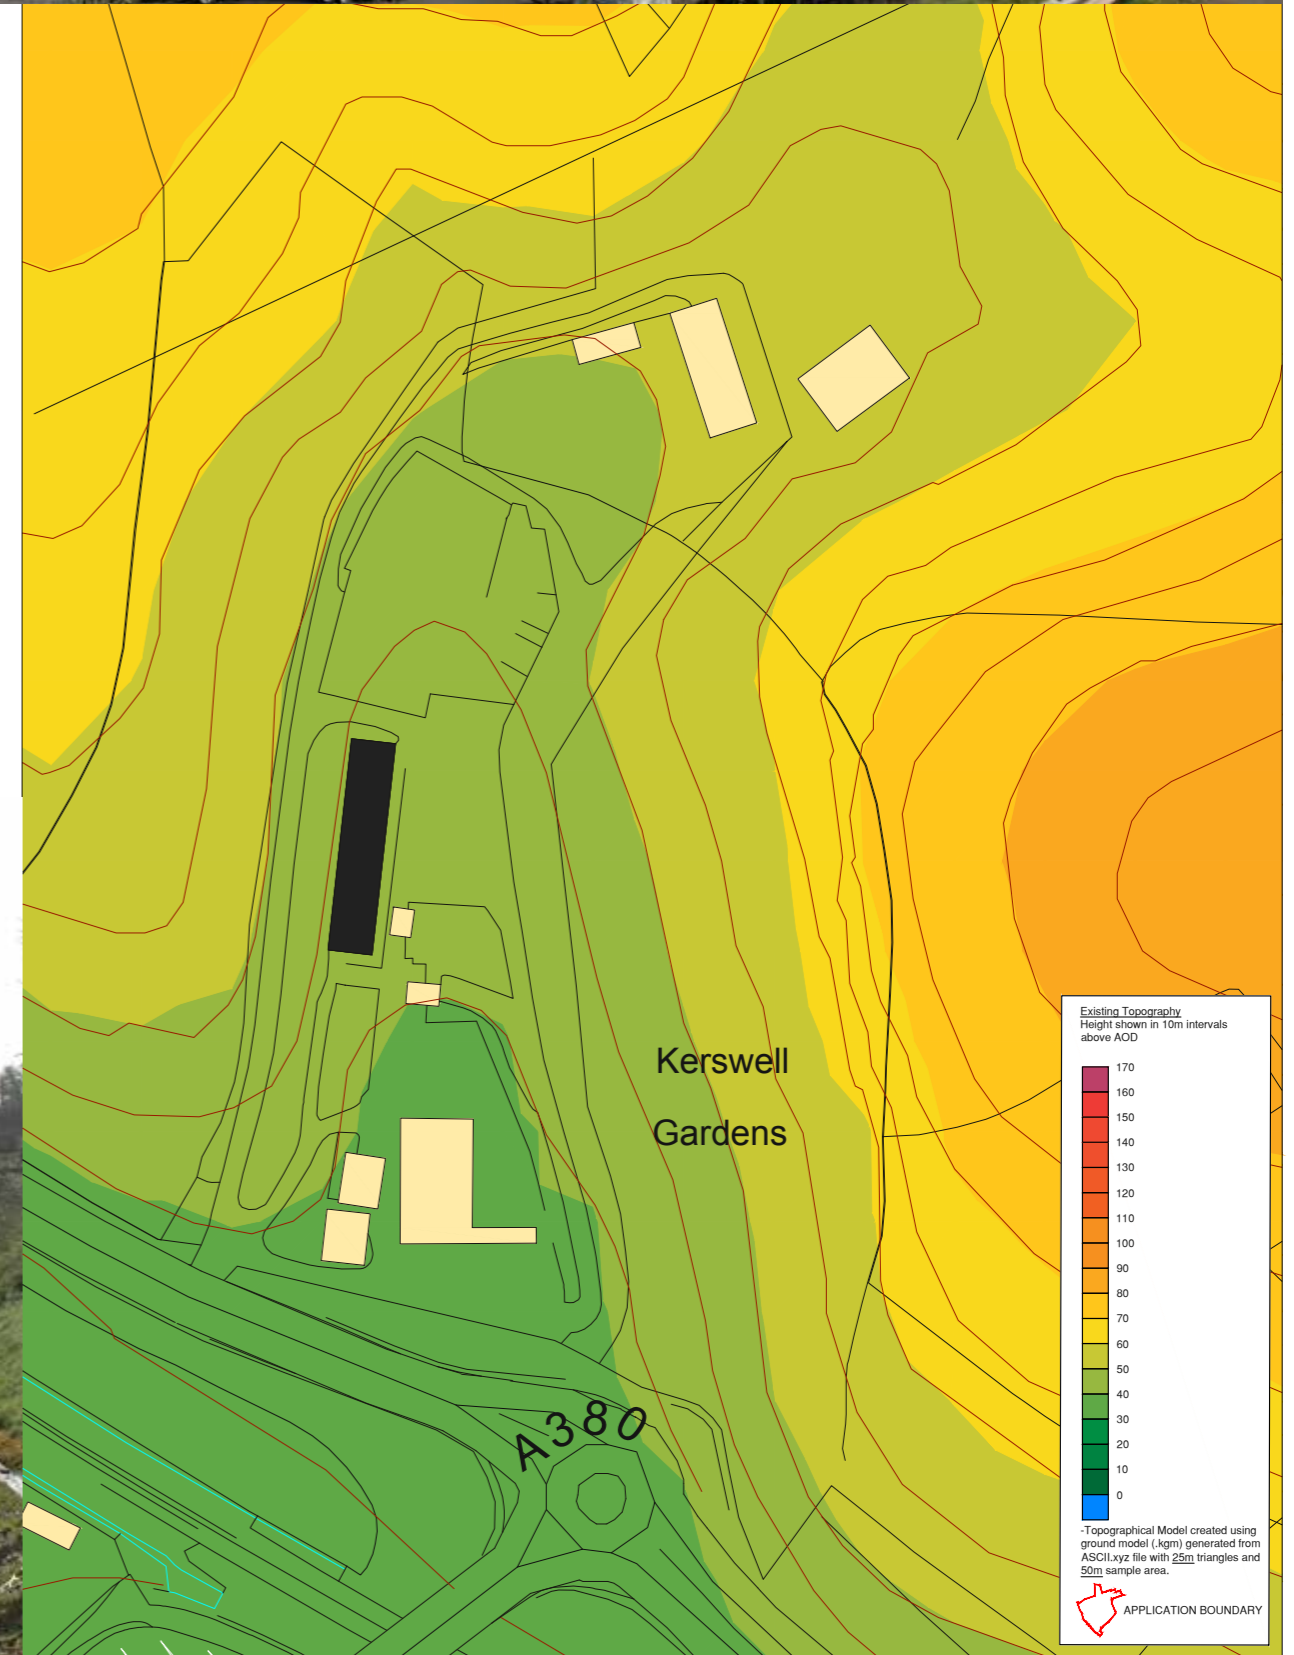 Kerswell
Gardens
A380
Existing Topography
Height shown in 10m intervals
above AOD
170
160
150
140
130
120
110
100
90
80
70
60
50
40
30
20
10
0
-Topographical Model created using
ground model (.kgm) generated from
ASCII.xyz file with 25m triangles and
50m sample area.
APPLICATION BOUNDARY